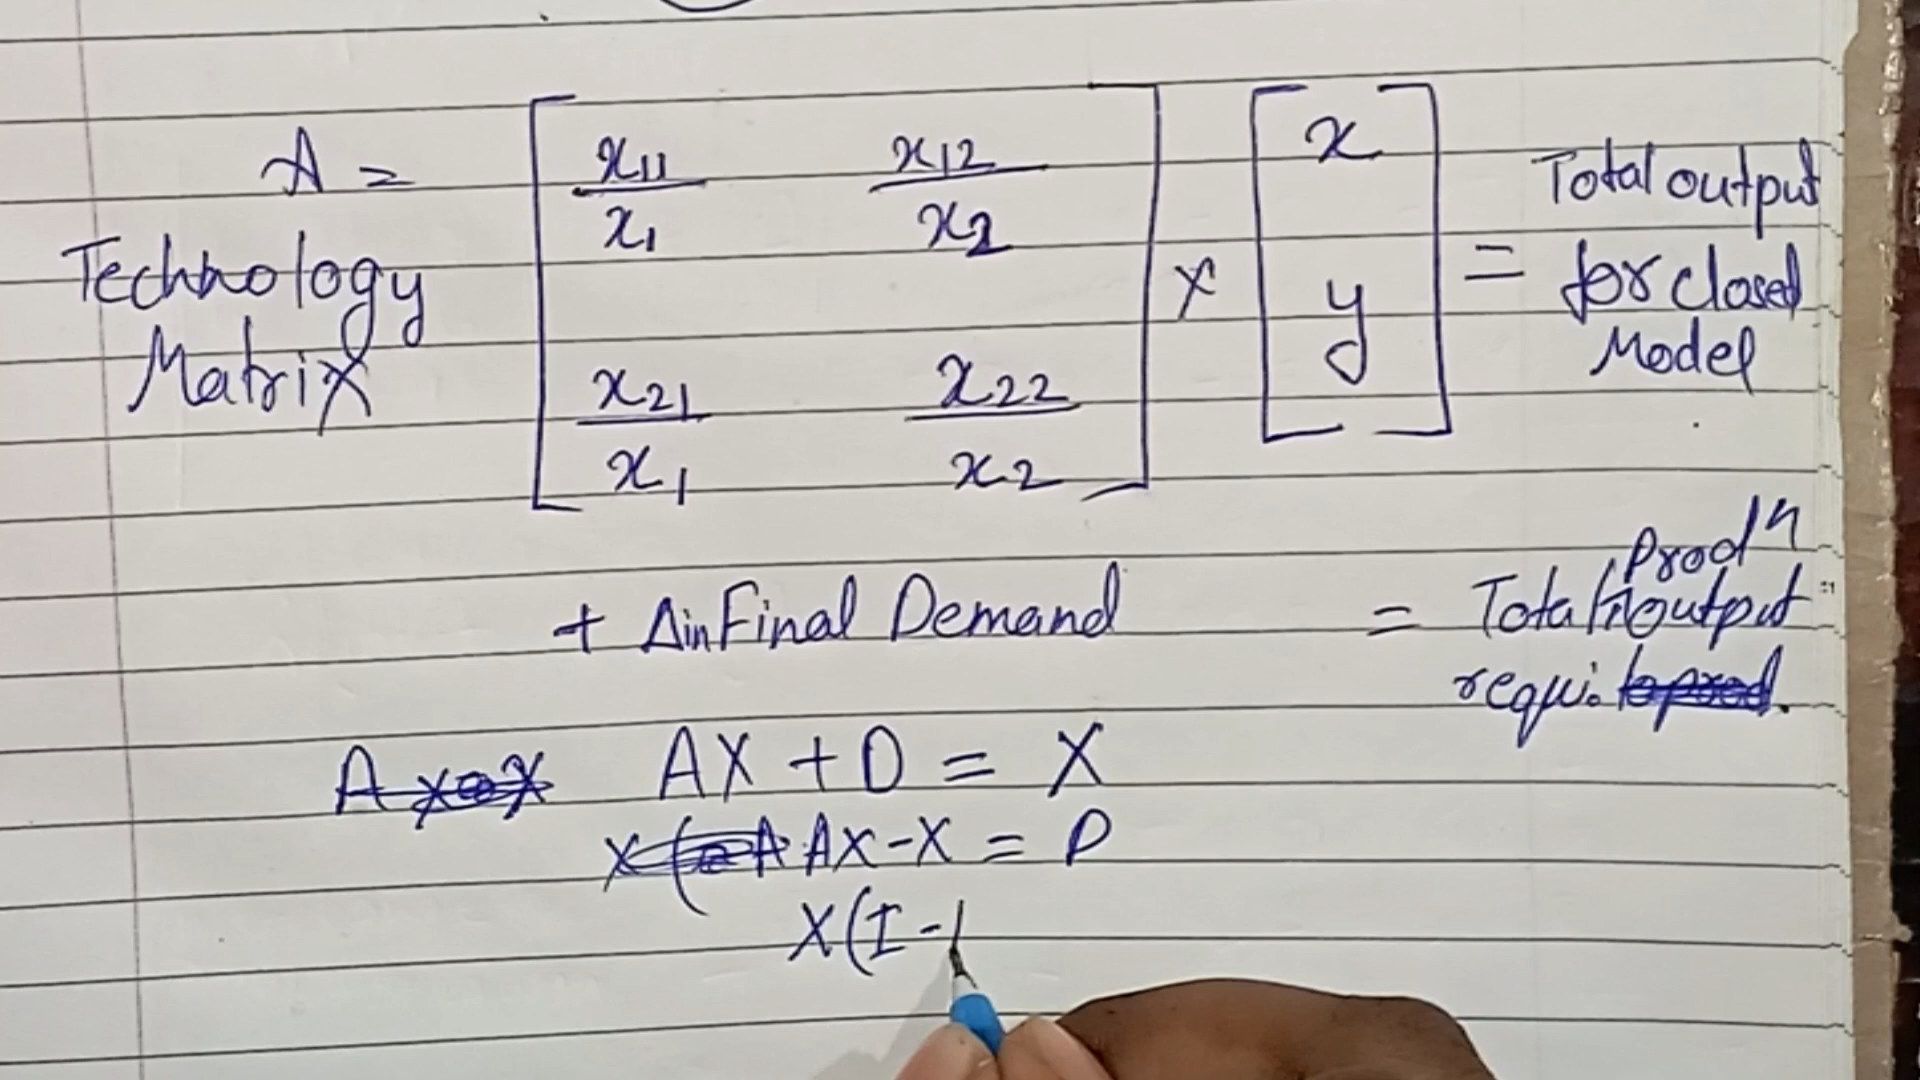 A = [ x11/x1 x12/x2 ] × [ x ] = Total output
Technology for closed
Matrix [ x21/x1 x22/x2 ] [ y ] Model
Prodn
+ Δin Final Demand = Total output
requi.
A AX + D = X
AX - X = D
X(I -